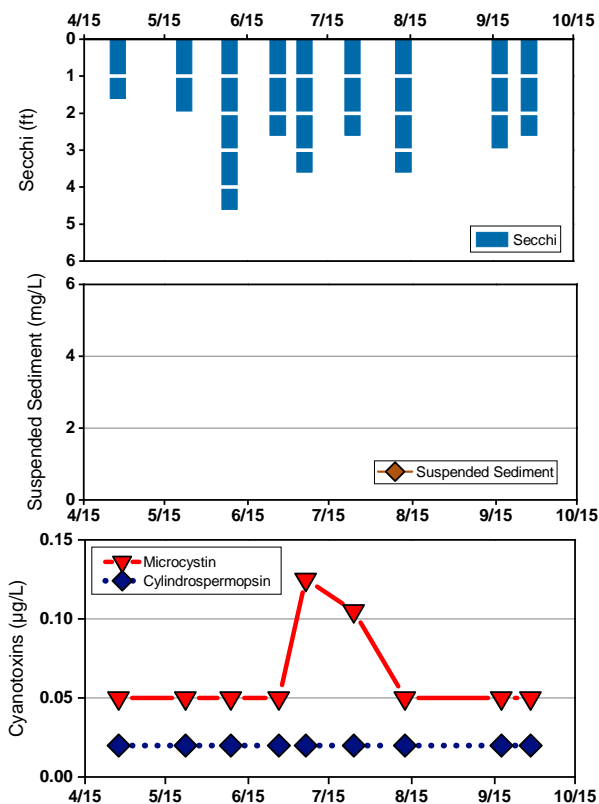 4/15 5/15 6/15 7/15 8/15 9/15 10/15
0
1
2
3
4
5
6
Secchi (ft)
Secchi
6
4
2
0
Suspended Sediment (mg/L)
Suspended Sediment
4/15 5/15 6/15 7/15 8/15 9/15 10/15
0.15
0.10
0.05
0.00
Cyanotoxins (µg/L)
Microcystin
Cylindrospermopsin
4/15 5/15 6/15 7/15 8/15 9/15 10/15